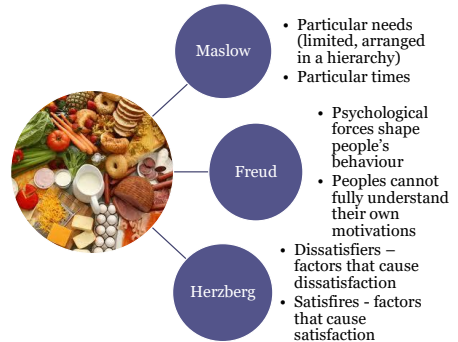 Maslow
• Particular needs
(limited, arranged
in a hierarchy)
• Particular times
Freud
• Psychological
forces shape
people's
behaviour
• Peoples cannot
fully understand
their own
motivations
Herzberg
• Dissatisfiers –
factors that cause
dissatisfaction
• Satisfires - factors
that cause
satisfaction